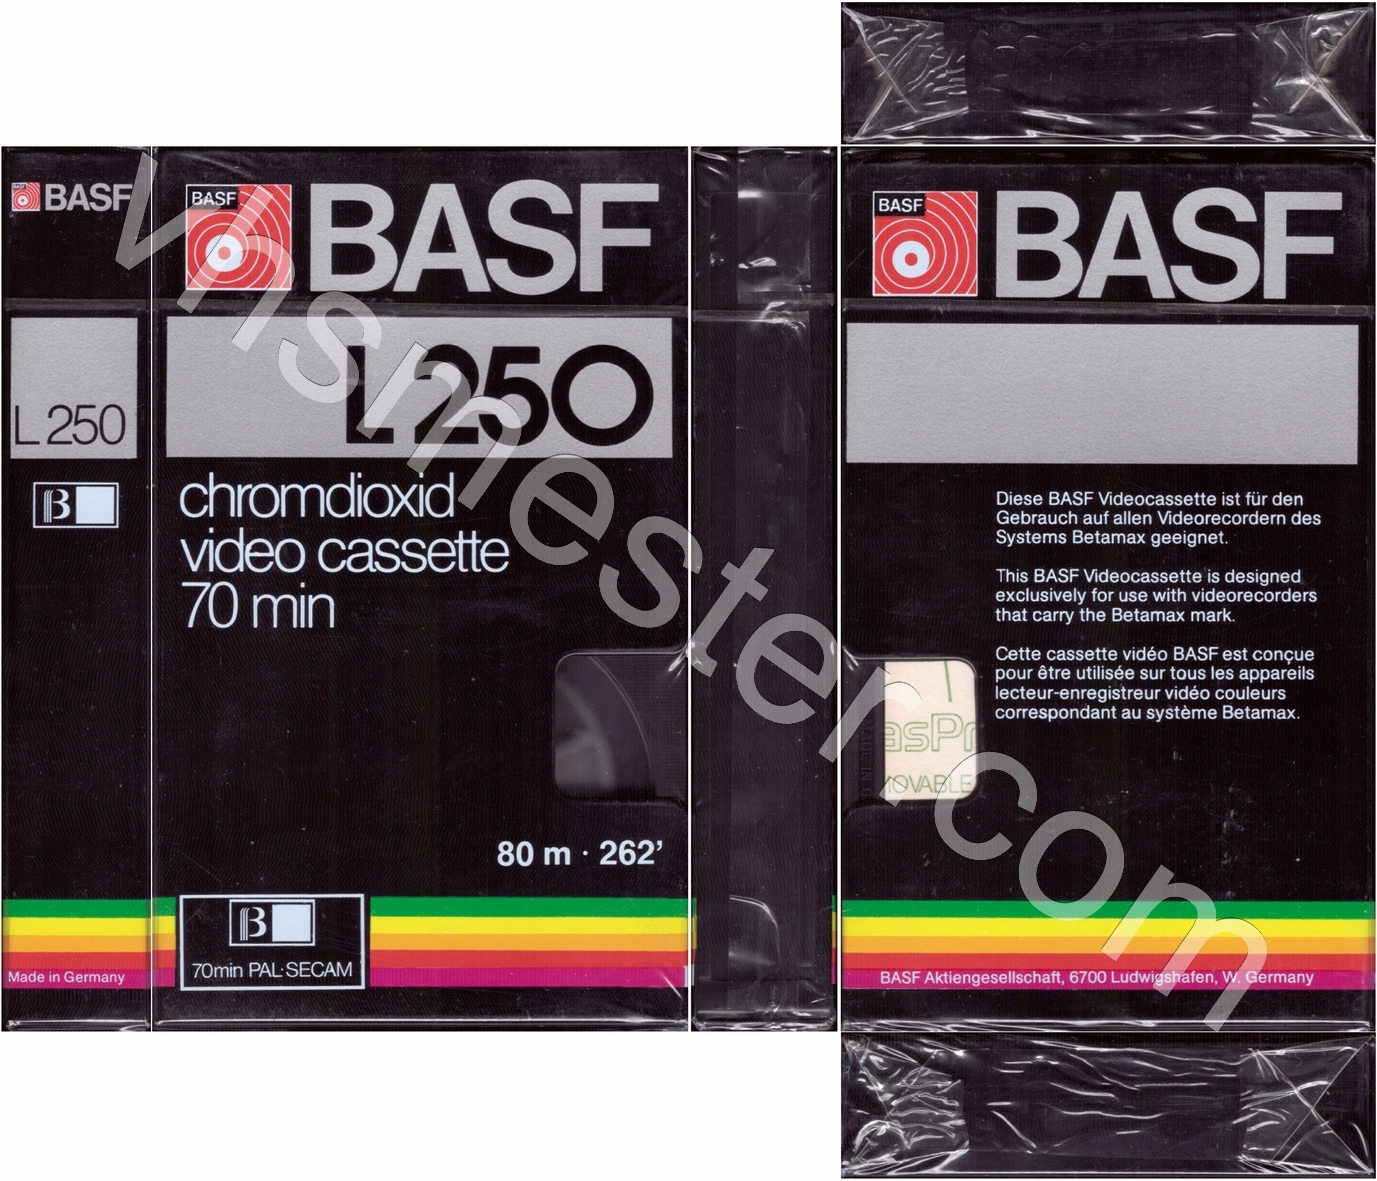 BASF
BASF
L 250
B
Made in Germany
BASF
BASF
L 250
chromdioxid
video cassette
70 min
80 m · 262’
B
70min PAL·SECAM
BASF
BASF
Diese BASF Videocassette ist für den
Gebrauch auf allen Videorecordern des
Systems Betamax geeignet.
This BASF Videocassette is designed
exclusively for use with videorecorders
that carry the Betamax mark.
Cette cassette vidéo BASF est conçue
pour être utilisée sur tous les appareils
lecteur-enregistreur vidéo couleurs
correspondant au système Betamax.
asPr
OVABLE
BASF Aktiengesellschaft, 6700 Ludwigshafen, W. Germany
vhsmester.com